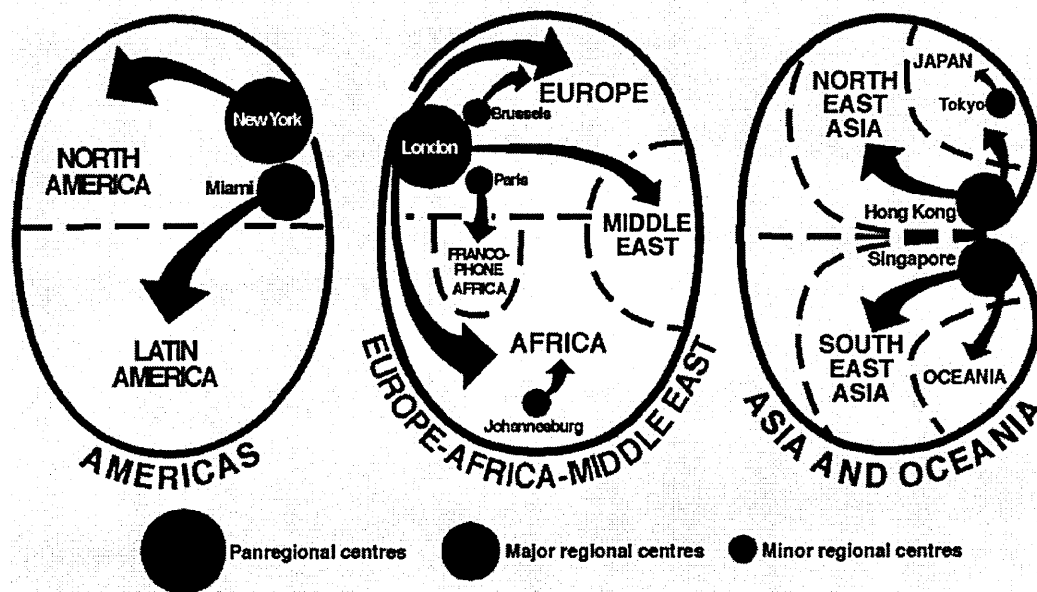 New York
NORTH
AMERICA
Miami
LATIN
AMERICA
AMERICAS
EUROPE
Brussels
London
Paris
MIDDLE
EAST
FRANCO-
PHONE
AFRICA
AFRICA
Johannesburg
EUROPE-AFRICA-MIDDLE EAST
JAPAN
NORTH
EAST
ASIA
Tokyo
Hong Kong
Singapore
SOUTH
EAST
ASIA
OCEANIA
ASIA AND OCEANIA
Panregional centres
Major regional centres
Minor regional centres